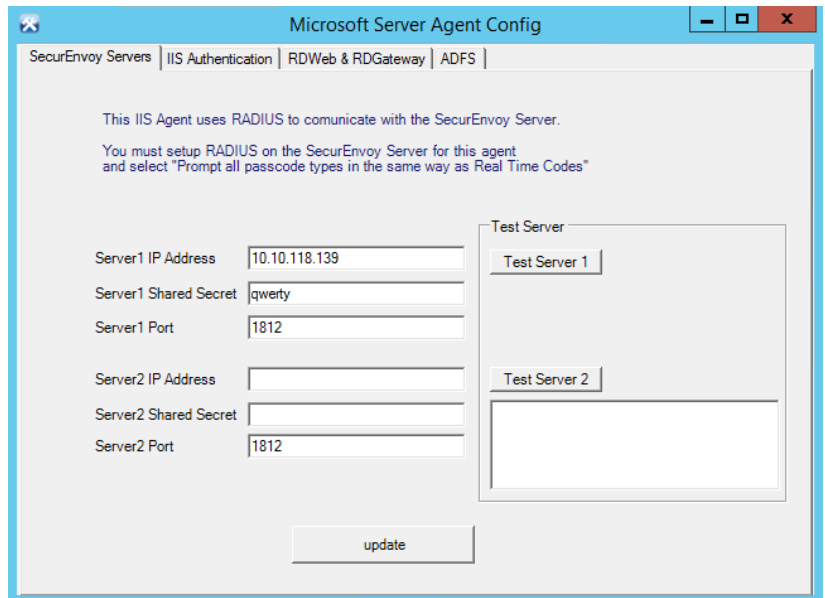 Microsoft Server Agent Config
SecurEnvoy Servers IIS Authentication RDWeb & RDGateway ADFS
This IIS Agent uses RADIUS to comunicate with the SecurEnvoy Server.
You must setup RADIUS on the SecurEnvoy Server for this agent
and select "Prompt all passcode types in the same way as Real Time Codes"
Test Server
Server1 IP Address 10.10.118.139 Test Server 1
Server1 Shared Secret qwerty
Server1 Port 1812
Server2 IP Address Test Server 2
Server2 Shared Secret
Server2 Port 1812
update